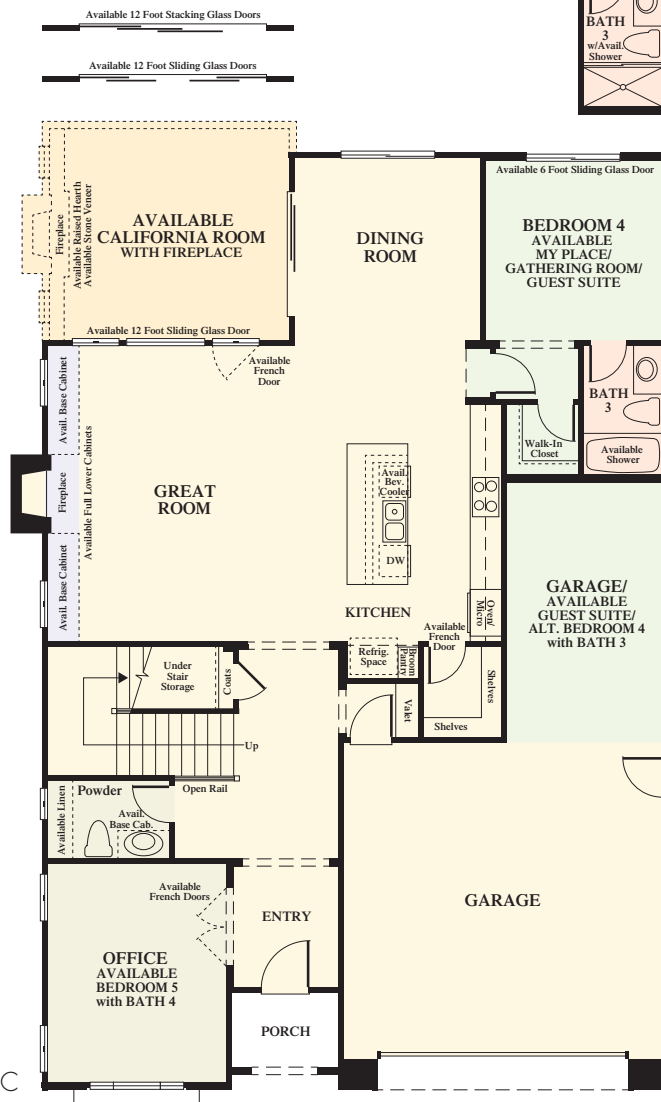 Available 12 Foot Stacking Glass Doors
Available 12 Foot Sliding Glass Doors
BATH
3
w/Avail.
Shower
Fireplace
Available Raised Hearth
Available Stone Veneer
AVAILABLE
CALIFORNIA ROOM
WITH FIREPLACE
DINING
ROOM
Available 6 Foot Sliding Glass Door
BEDROOM 4
AVAILABLE
MY PLACE/
GATHERING ROOM/
GUEST SUITE
Available 12 Foot Sliding Glass Door
Available
French
Door
BATH
3
Available
Shower
Walk-In
Closet
Avail. Base Cabinet
Fireplace
Avail. Base Cabinet
Available Full Lower Cabinets
GREAT
ROOM
Avail.
Bev.
Cooler
DW
KITCHEN
Oven/
Micro
GARAGE/
AVAILABLE
GUEST SUITE/
ALT. BEDROOM 4
with BATH 3
Available
French
Door
Refrig.
Space
Broom
Pantry
Shelves
Shelves
Valet
Under
Stair
Storage
Coats
Up
Open Rail
Powder
Available Linen
Avail.
Base Cab.
Available
French Doors
ENTRY
GARAGE
OFFICE
AVAILABLE
BEDROOM 5
with BATH 4
PORCH
C